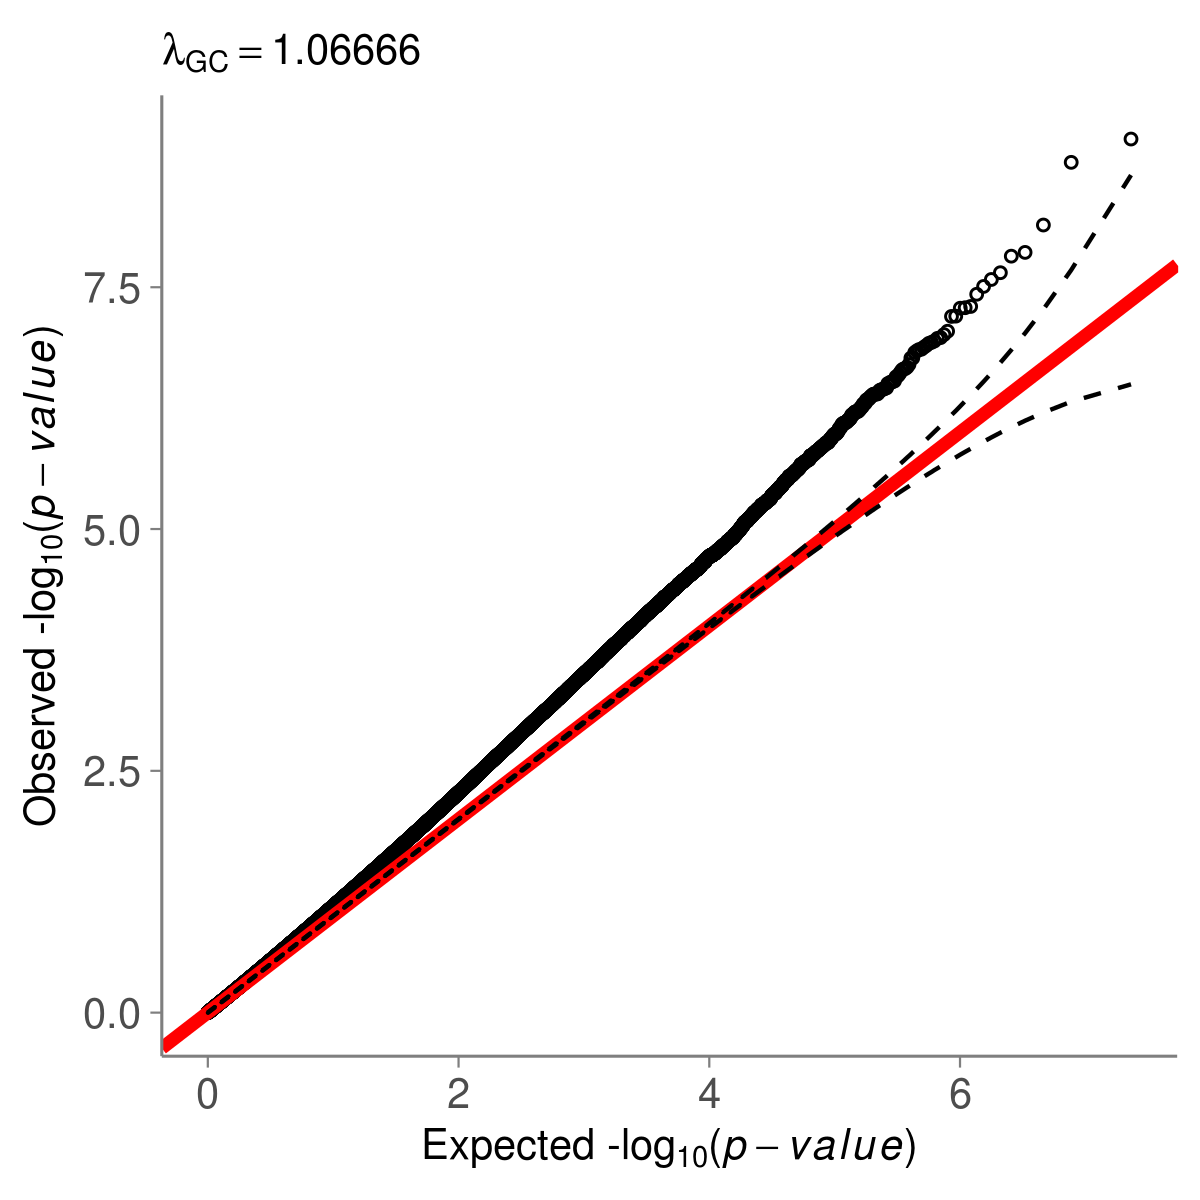 λGC = 1.06666
Observed -log10(p − value)
7.5
5.0
2.5
0.0
0 2 4 6
Expected -log10(p − value)